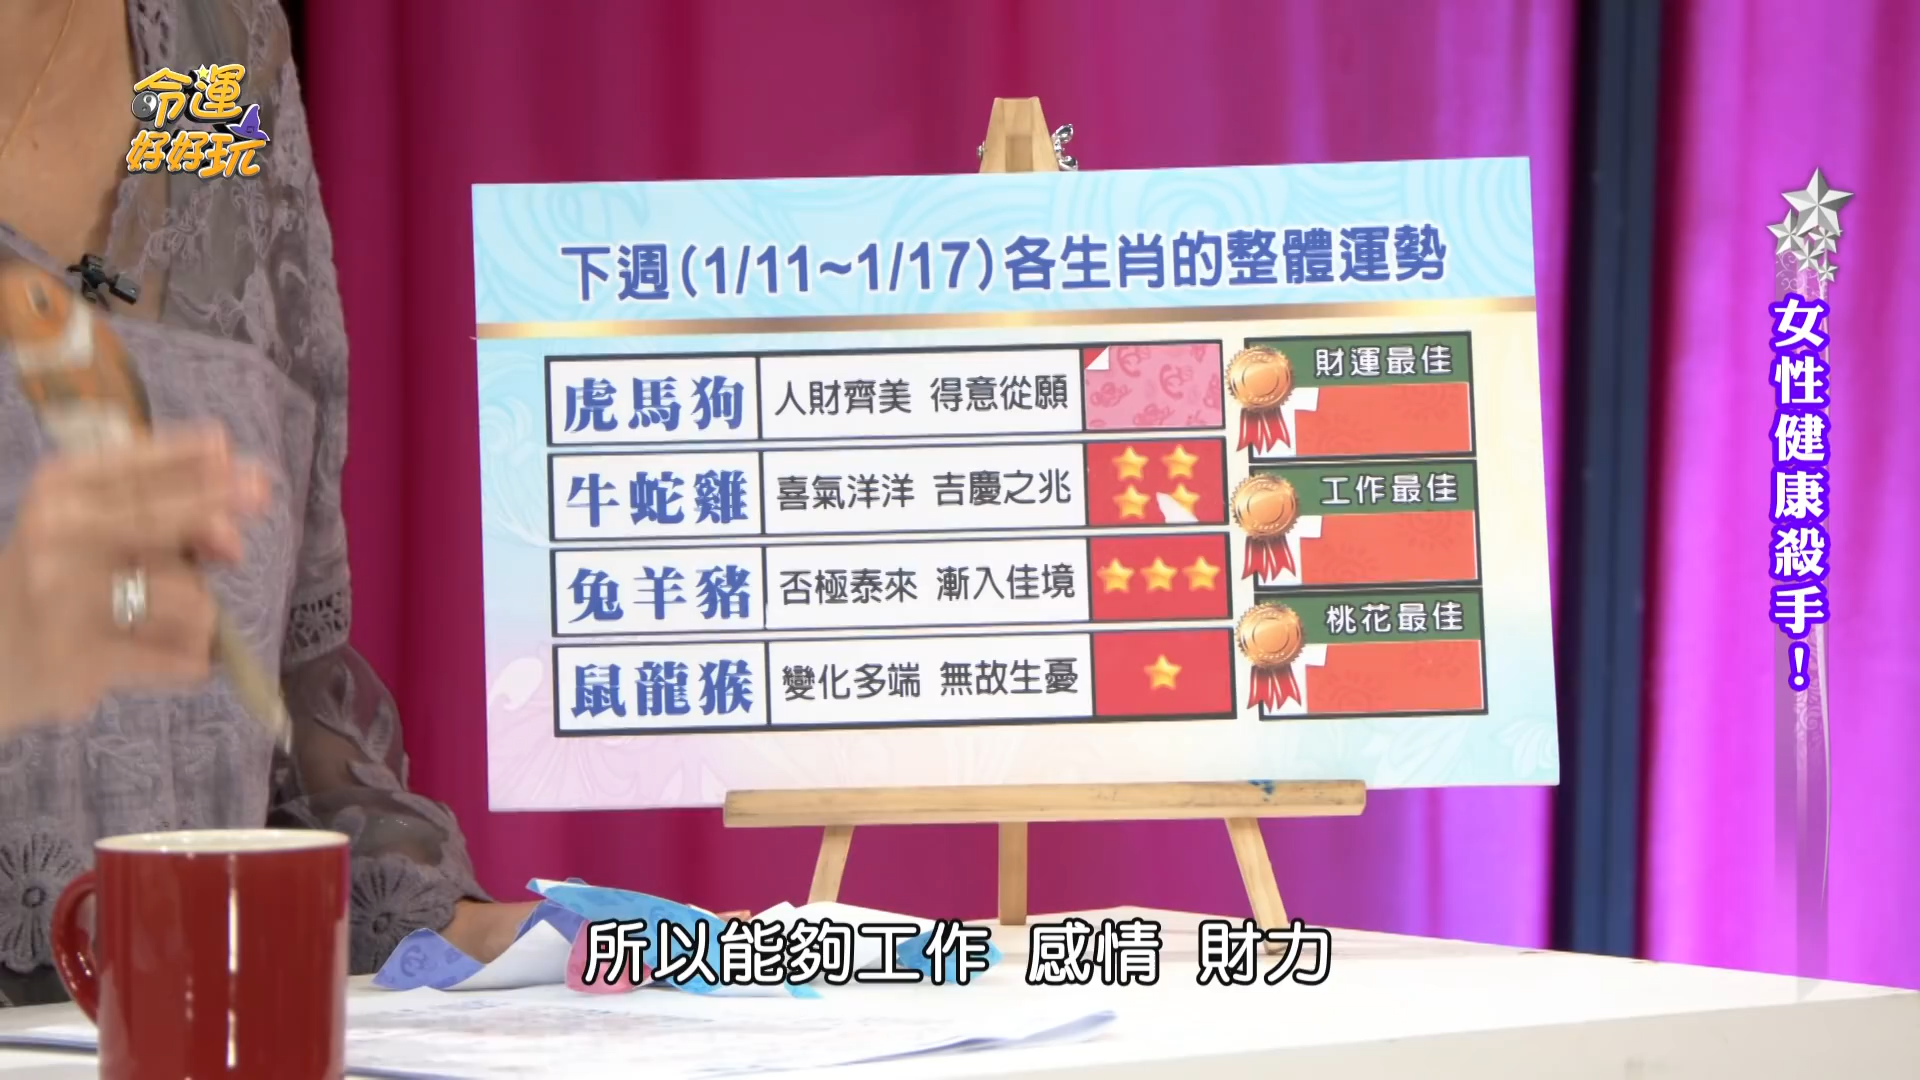 命運
好好玩
下週(1/11~1/17)各生肖的整體運勢
虎馬狗 人財齊美 得意從願
牛蛇雞 喜氣洋洋 吉慶之兆
兔羊豬 否極泰來 漸入佳境
鼠龍猴 變化多端 無故生憂
財運最佳
工作最佳
桃花最佳
女性健康殺手!
所以能夠工作 感情 財力